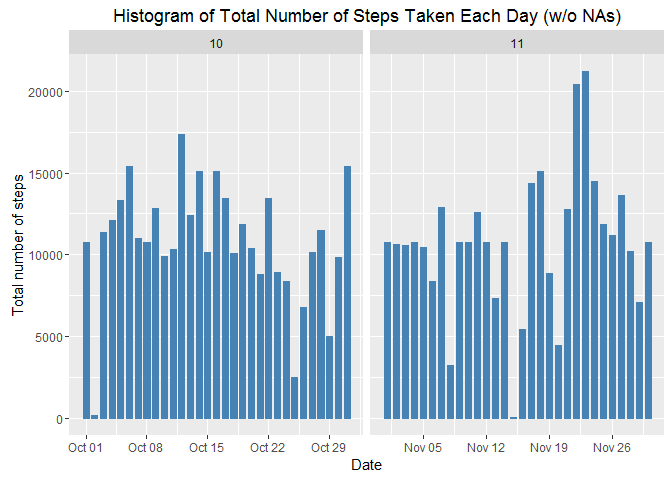 Histogram of Total Number of Steps Taken Each Day (w/o NAs)
10 11
Total number of steps
20000
15000
10000
5000
0
Oct 01 Oct 08 Oct 15 Oct 22 Oct 29 Nov 05 Nov 12 Nov 19 Nov 26
Date